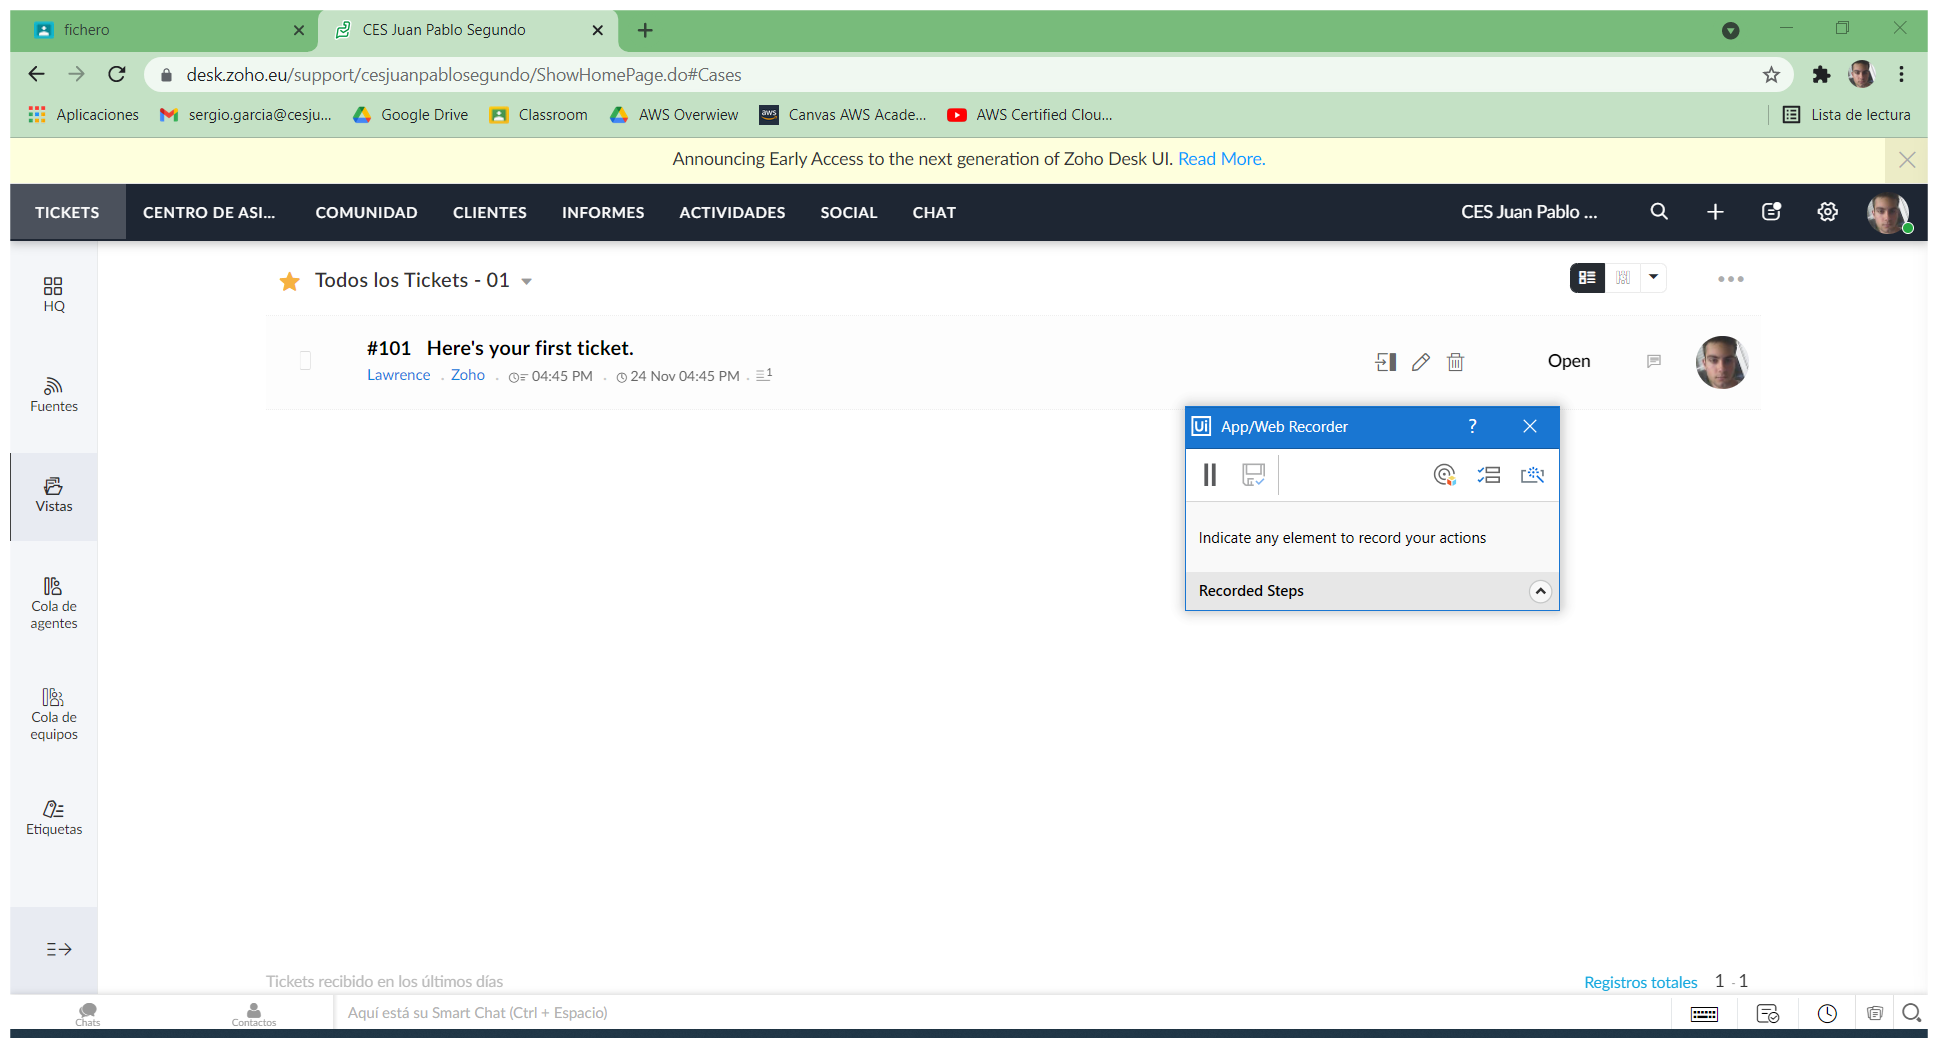 fichero
CES Juan Pablo Segundo
desk.zoho.eu/support/cesjuanpablosegundo/ShowHomePage.do#Cases
Aplicaciones
sergio.garcia@cesju...
Google Drive
Classroom
AWS Overwiew
aws
Canvas AWS Acade...
AWS Certified Clou...
Lista de lectura
Announcing Early Access to the next generation of Zoho Desk UI. Read More.
TICKETS
CENTRO DE ASI...
COMUNIDAD
CLIENTES
INFORMES
ACTIVIDADES
SOCIAL
CHAT
CES Juan Pablo ...
HQ
Fuentes
Vistas
Cola de
agentes
Cola de
equipos
Etiquetas
Todos los Tickets - 01
#101 Here's your first ticket.
Lawrence . Zoho . 04:45 PM . 24 Nov 04:45 PM . 1
Open
Ui App/Web Recorder ?
Indicate any element to record your actions
Recorded Steps
Tickets recibido en los últimos días
Registros totales 1 - 1
Chats
Contactos
Aquí está su Smart Chat (Ctrl + Espacio)